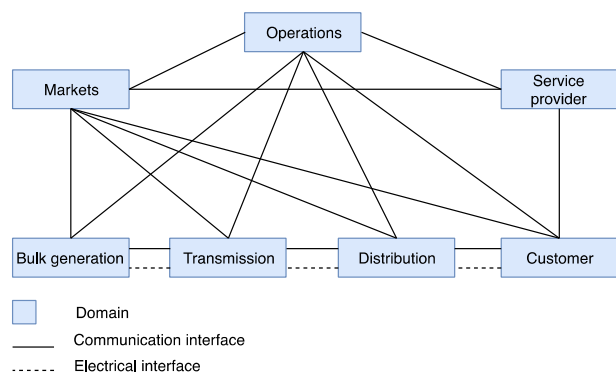 Operations
Markets
Service
provider
Bulk generation
Transmission
Distribution
Customer
Domain
Communication interface
Electrical interface